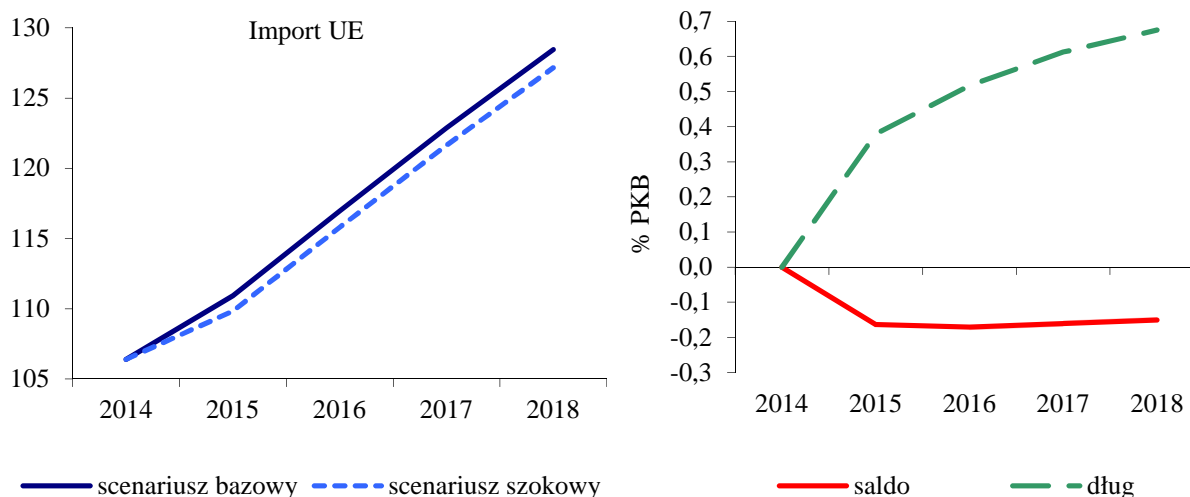 Import UE
130
125
120
115
110
105
2014 2015 2016 2017 2018
scenariusz bazowy scenariusz szokowy
% PKB
0,7
0,6
0,5
0,4
0,3
0,2
0,1
0,0
-0,1
-0,2
-0,3
2014 2015 2016 2017 2018
saldo dług